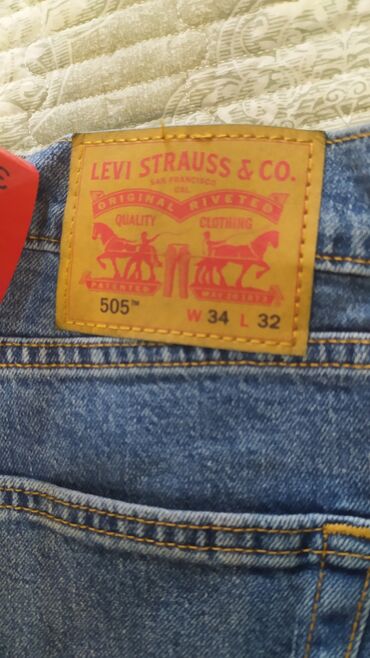 LEVI STRAUSS & CO.
SAN FRANCISCO
CAL.
ORIGINAL RIVETED
QUALITY CLOTHING
PATENTED
505™
W 34 L 32